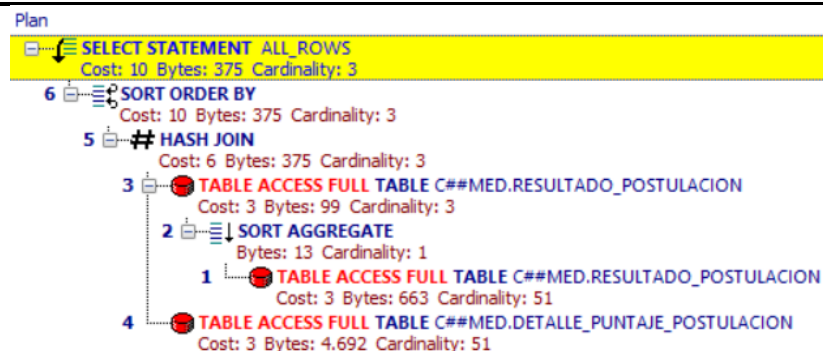 Plan
SELECT STATEMENT ALL_ROWS
Cost: 10 Bytes: 375 Cardinality: 3
6 SORT ORDER BY
Cost: 10 Bytes: 375 Cardinality: 3
5 HASH JOIN
Cost: 6 Bytes: 375 Cardinality: 3
3 TABLE ACCESS FULL TABLE C##MED.RESULTADO_POSTULACION
Cost: 3 Bytes: 99 Cardinality: 3
2 SORT AGGREGATE
Bytes: 13 Cardinality: 1
1 TABLE ACCESS FULL TABLE C##MED.RESULTADO_POSTULACION
Cost: 3 Bytes: 663 Cardinality: 51
4 TABLE ACCESS FULL TABLE C##MED.DETALLE_PUNTAJE_POSTULACION
Cost: 3 Bytes: 4.692 Cardinality: 51